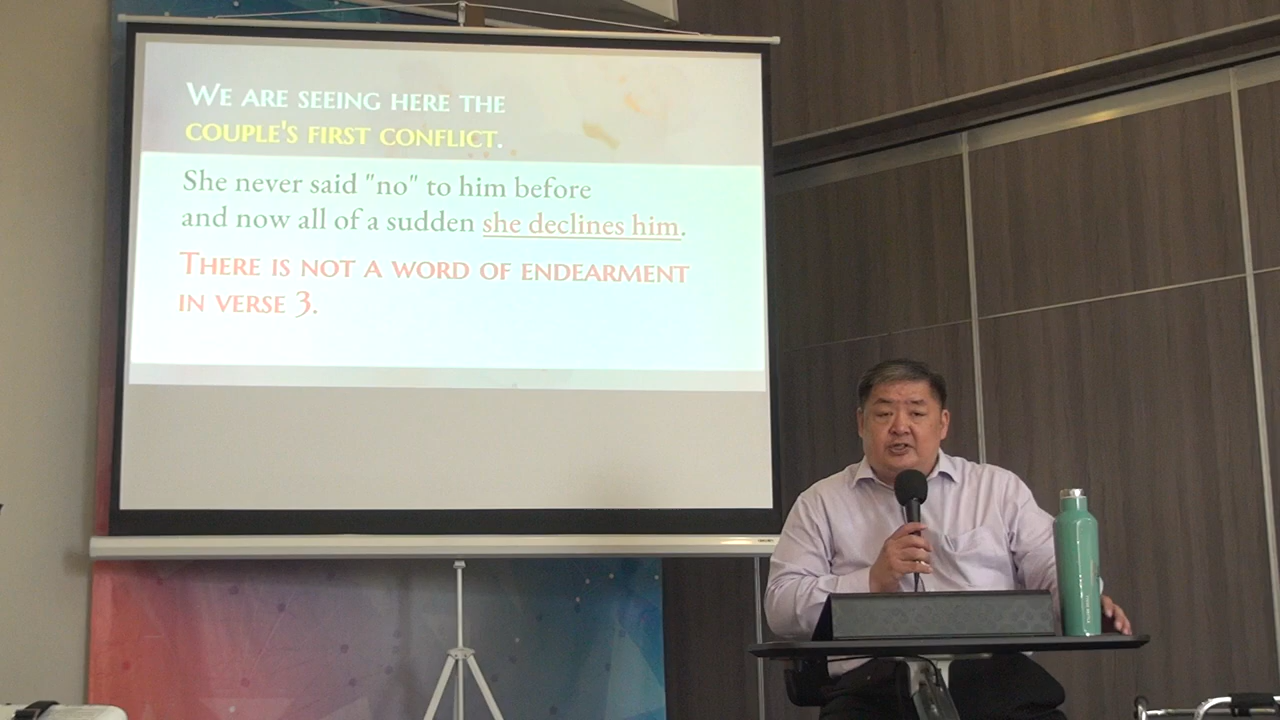 We are seeing here the
couple's first conflict.
She never said "no" to him before
and now all of a sudden she declines him.
There is not a word of endearment
in verse 3.